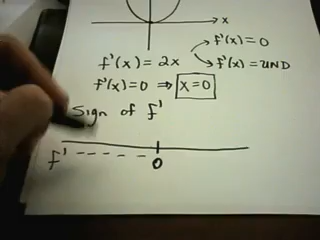 x
f'(x) = 0
f'(x) = 2x
f'(x) = UND
f'(x) = 0 ⇒ x = 0
Sign of f'
f' - - - - -
0